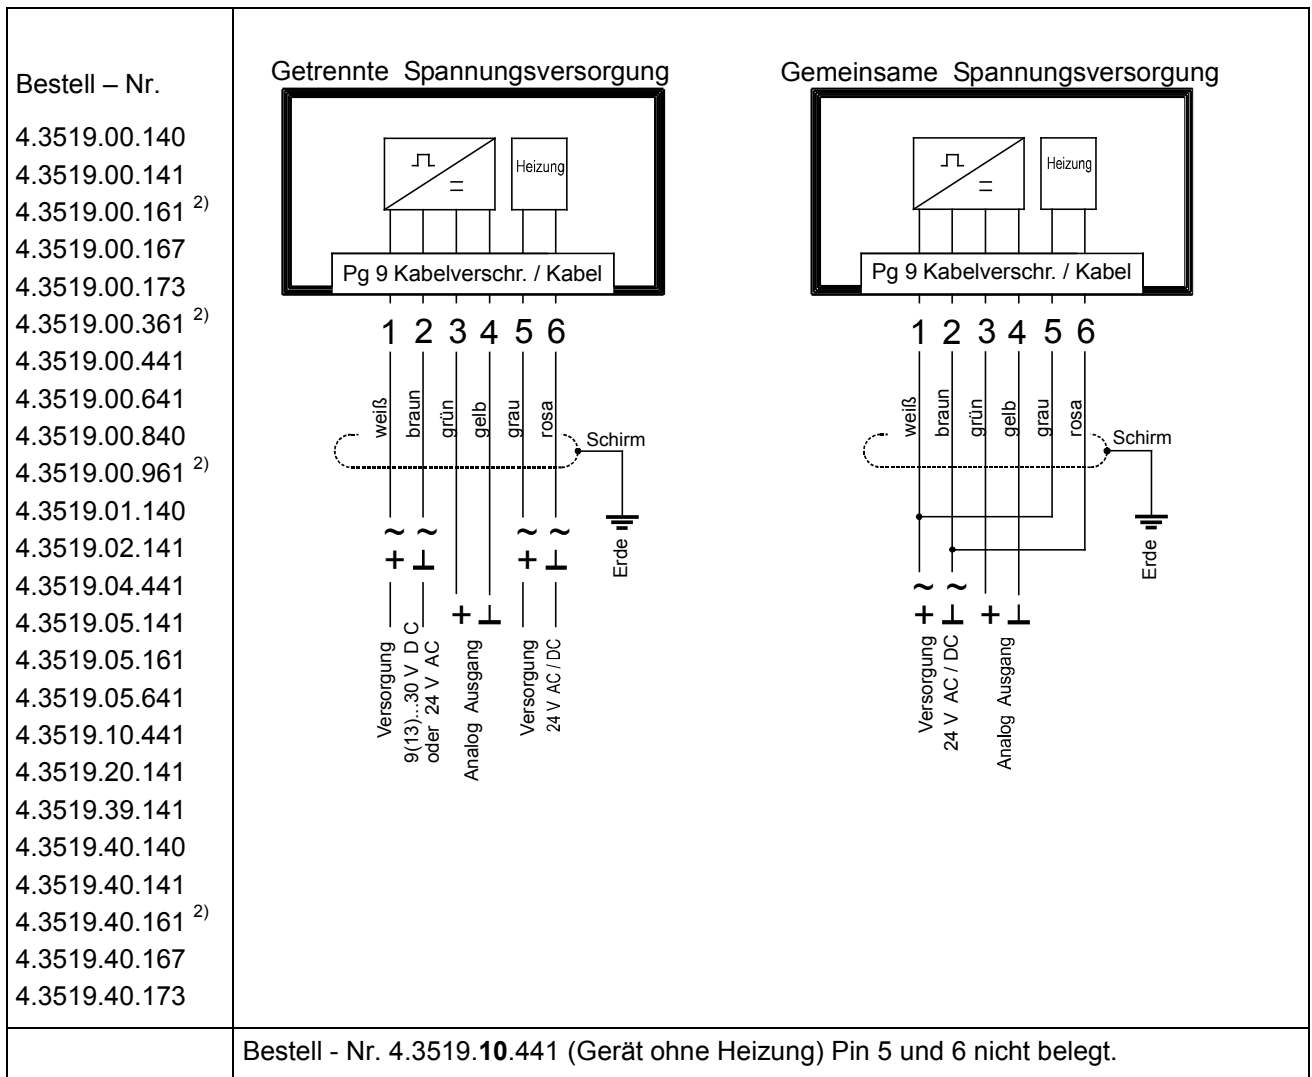 Bestell – Nr.
4.3519.00.140
4.3519.00.141
4.3519.00.161 2)
4.3519.00.167
4.3519.00.173
4.3519.00.361 2)
4.3519.00.441
4.3519.00.641
4.3519.00.840
4.3519.00.961 2)
4.3519.01.140
4.3519.02.141
4.3519.04.441
4.3519.05.141
4.3519.05.161
4.3519.05.641
4.3519.10.441
4.3519.20.141
4.3519.39.141
4.3519.40.140
4.3519.40.141
4.3519.40.161 2)
4.3519.40.167
4.3519.40.173
Getrennte Spannungsversorgung
Heizung
Pg 9 Kabelverschr. / Kabel
1 2 3 4 5 6
weiß
braun
grün
gelb
grau
rosa
Schirm
Erde
~ ~ ~ ~
+ ⊥ + ⊥
+ ⊥
Versorgung
9(13)...30 V D C
oder 24 V AC
Analog Ausgang
Versorgung
24 V AC / DC
Gemeinsame Spannungsversorgung
Heizung
Pg 9 Kabelverschr. / Kabel
1 2 3 4 5 6
weiß
braun
grün
gelb
grau
rosa
Schirm
Erde
~ ~
+ ⊥ + ⊥
Versorgung
24 V AC / DC
Analog Ausgang
Bestell - Nr. 4.3519.10.441 (Gerät ohne Heizung) Pin 5 und 6 nicht belegt.